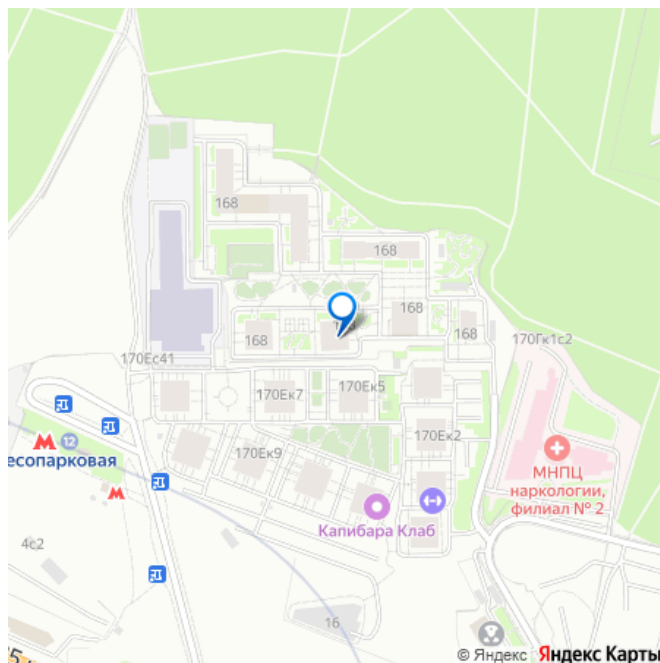 168
168
168
168
168
170Гк1с2
170Ес41
170Ек7
170Ек5
170Ек2
12
есопарковая
170Ек9
МНПЦ
наркологии,
филиал № 2
Капибара Клаб
4с2
16
© Яндекс Яндекс Карты